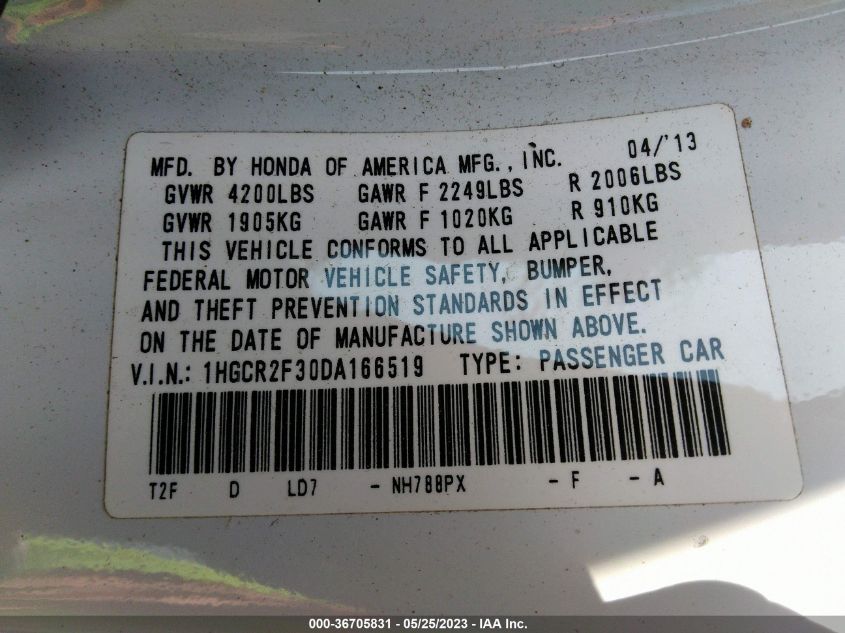 MFD. BY HONDA OF AMERICA MFG., INC. 04/'13
GVWR 4200LBS GAWR F 2249LBS R 2006LBS
GVWR 1905KG GAWR F 1020KG R 910KG
THIS VEHICLE CONFORMS TO ALL APPLICABLE
FEDERAL MOTOR VEHICLE SAFETY, BUMPER,
AND THEFT PREVENTION STANDARDS IN EFFECT
ON THE DATE OF MANUFACTURE SHOWN ABOVE.
V.I.N.: 1HGCR2F30DA166519 TYPE: PASSENGER CAR
T2F D LD7 - NH788PX - F - A
000-36705831 - 05/25/2023 - IAA Inc.